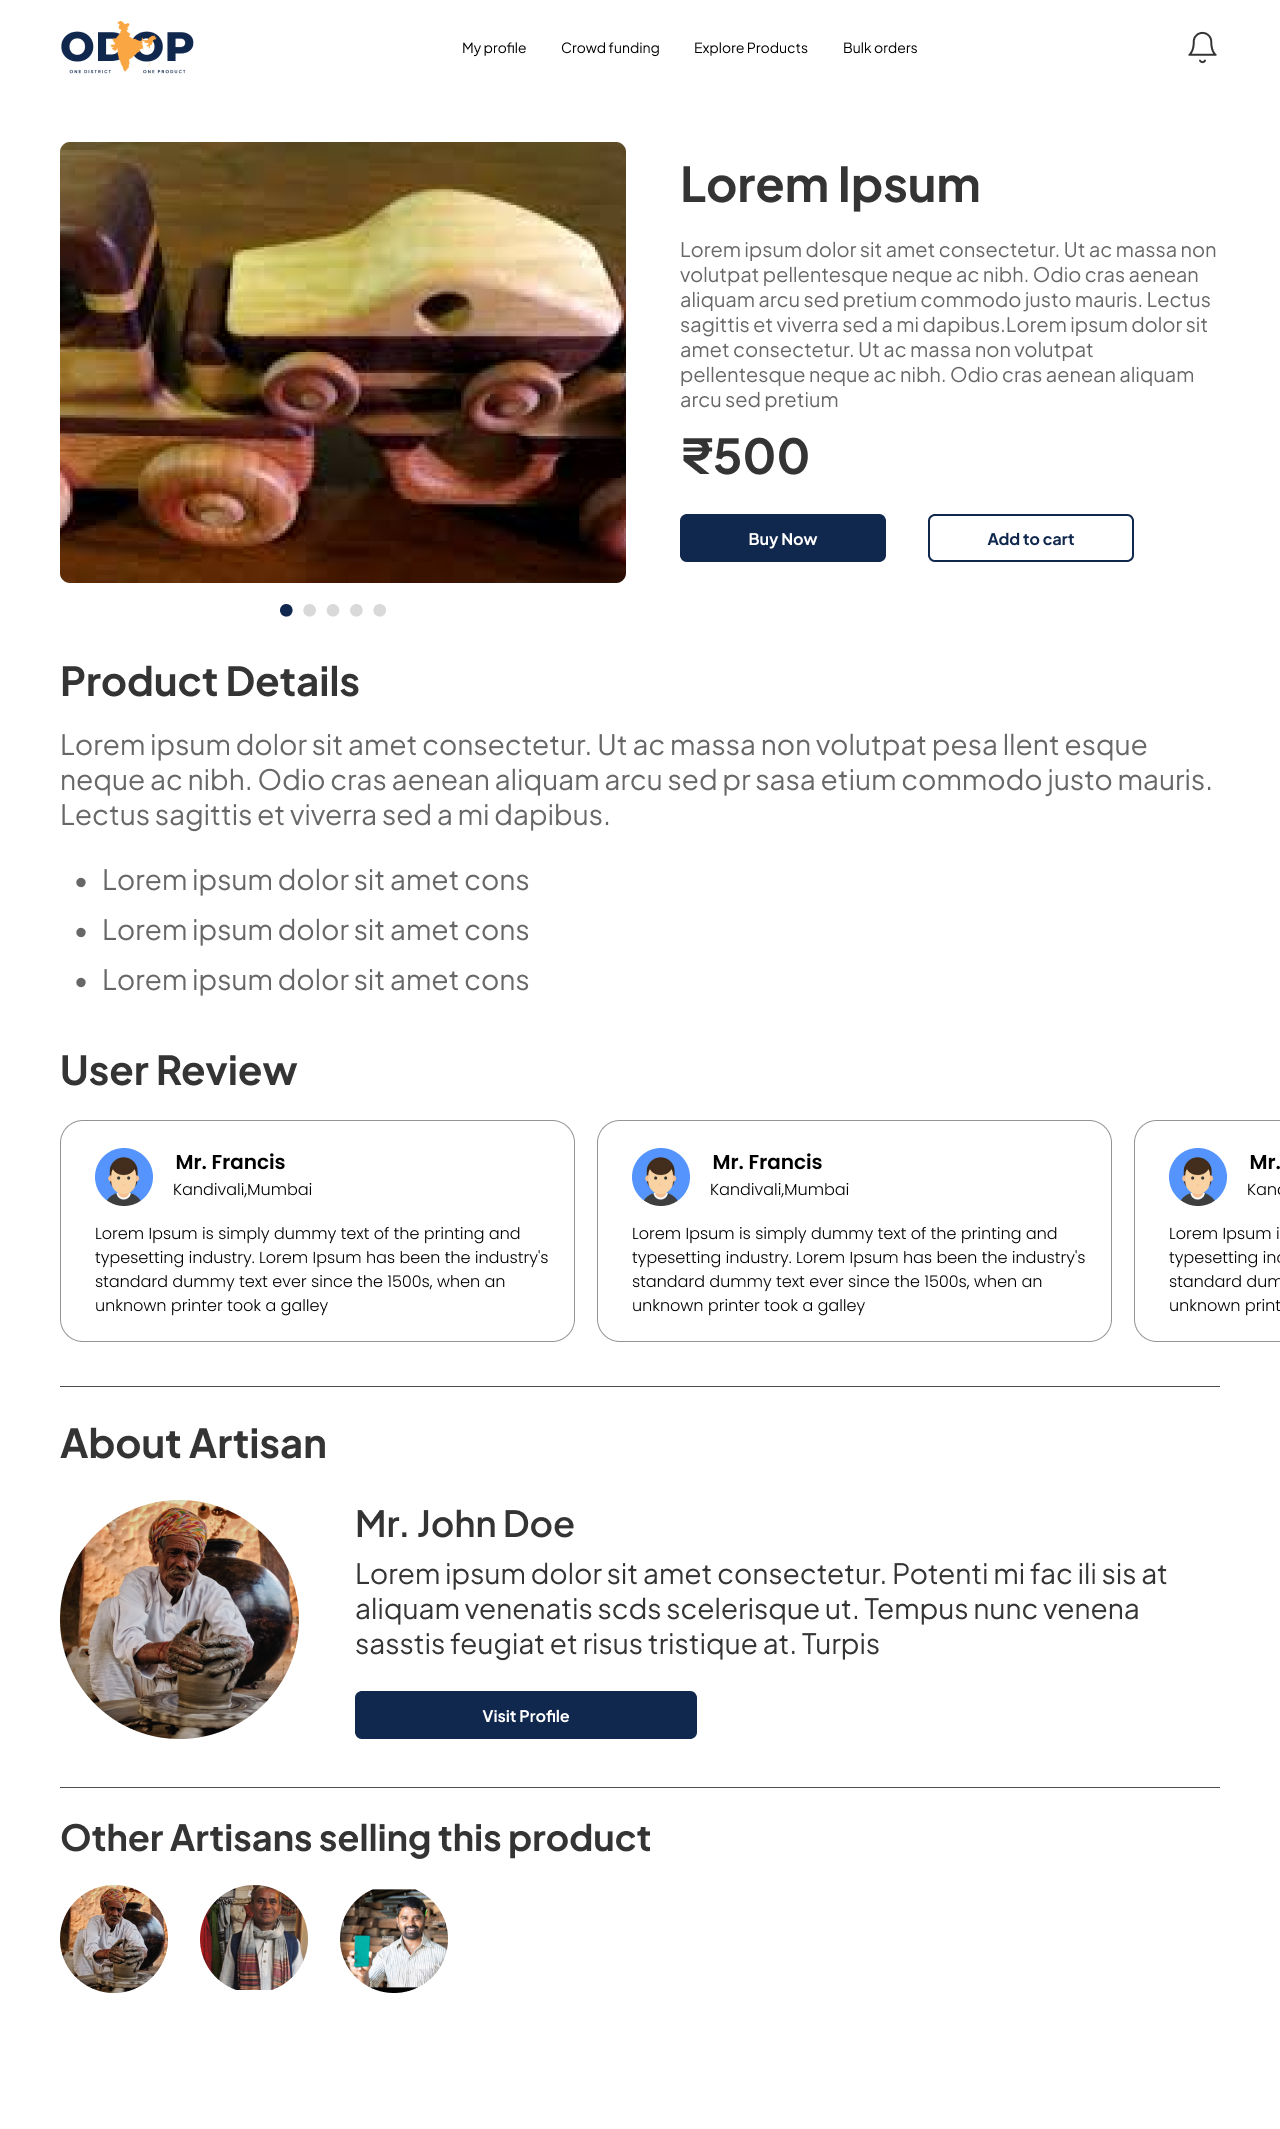 ODOP
ONE DISTRICT ONE PRODUCT
My profile Crowd funding Explore Products Bulk orders
Lorem Ipsum
Lorem ipsum dolor sit amet consectetur. Ut ac massa non
volutpat pellentesque neque ac nibh. Odio cras aenean
aliquam arcu sed pretium commodo justo mauris. Lectus
sagittis et viverra sed a mi dapibus.Lorem ipsum dolor sit
amet consectetur. Ut ac massa non volutpat
pellentesque neque ac nibh. Odio cras aenean aliquam
arcu sed pretium
₹500
Buy Now Add to cart
Product Details
Lorem ipsum dolor sit amet consectetur. Ut ac massa non volutpat pesa llent esque
neque ac nibh. Odio cras aenean aliquam arcu sed pr sasa etium commodo justo mauris.
Lectus sagittis et viverra sed a mi dapibus.
• Lorem ipsum dolor sit amet cons
• Lorem ipsum dolor sit amet cons
• Lorem ipsum dolor sit amet cons
User Review
Mr. Francis
Kandivali,Mumbai
Lorem Ipsum is simply dummy text of the printing and
typesetting industry. Lorem Ipsum has been the industry's
standard dummy text ever since the 1500s, when an
unknown printer took a galley
Mr. Francis
Kandivali,Mumbai
Lorem Ipsum is simply dummy text of the printing and
typesetting industry. Lorem Ipsum has been the industry's
standard dummy text ever since the 1500s, when an
unknown printer took a galley
Mr.
Lorem Ipsum
typesetting
standard
unknown
About Artisan
Mr. John Doe
Lorem ipsum dolor sit amet consectetur. Potenti mi fac ili sis at
aliquam venenatis scds scelerisque ut. Tempus nunc venena
sasstis feugiat et risus tristique at. Turpis
Visit Profile
Other Artisans selling this product